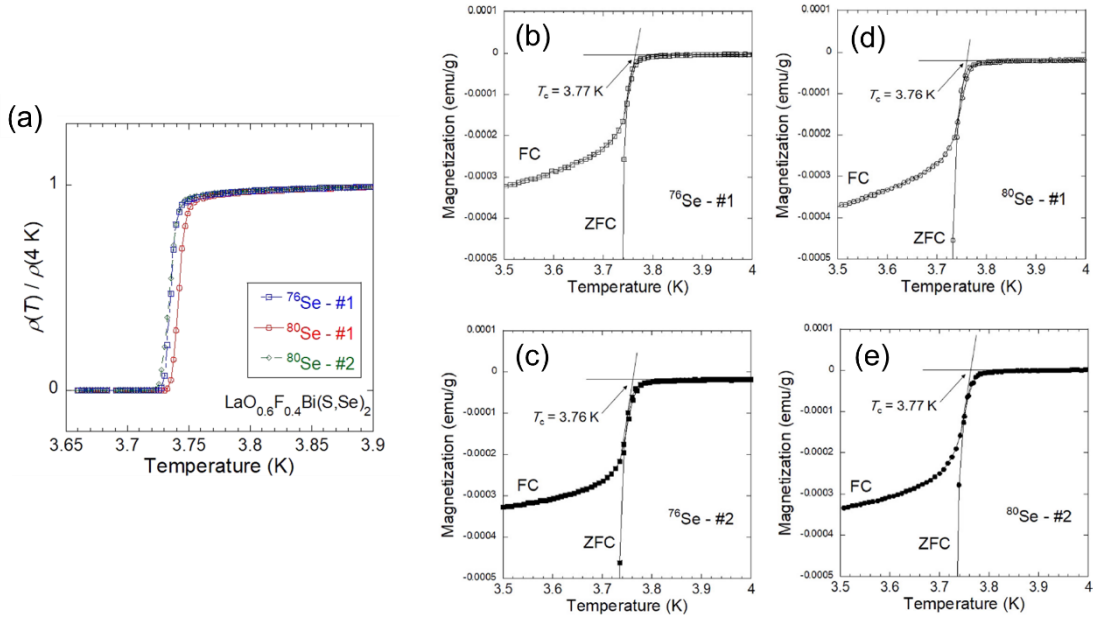 (a)
ρ(T) / ρ(4 K)
1
0
⁷⁶Se - #1
⁸⁰Se - #1
⁸⁰Se - #2
LaO₀.₆F₀.₄Bi(S,Se)₂
3.65 3.7 3.75 3.8 3.85 3.9
Temperature (K)
(b)
Magnetization (emu/g)
0.0001
0
-0.0001
-0.0002
-0.0003
-0.0004
-0.0005
Tc = 3.77 K
FC
ZFC
⁷⁶Se - #1
3.5 3.6 3.7 3.8 3.9 4
Temperature (K)
(d)
Magnetization (emu/g)
0.0001
0
-0.0001
-0.0002
-0.0003
-0.0004
-0.0005
Tc = 3.76 K
FC
ZFC
⁸⁰Se - #1
3.5 3.6 3.7 3.8 3.9 4
Temperature (K)
(c)
Magnetization (emu/g)
0.0001
0
-0.0001
-0.0002
-0.0003
-0.0004
-0.0005
Tc = 3.76 K
FC
ZFC
⁷⁶Se - #2
3.5 3.6 3.7 3.8 3.9 4
Temperature (K)
(e)
Magnetization (emu/g)
0.0001
0
-0.0001
-0.0002
-0.0003
-0.0004
-0.0005
Tc = 3.77 K
FC
ZFC
⁸⁰Se - #2
3.5 3.6 3.7 3.8 3.9 4
Temperature (K)